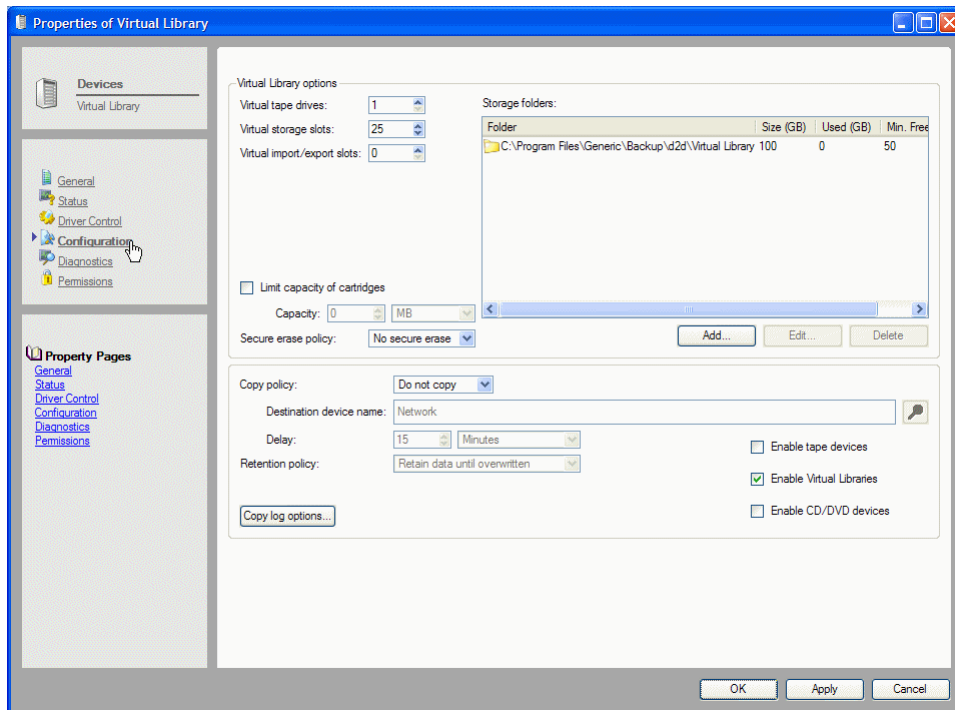 Properties of Virtual Library
Devices
Virtual Library
General
Status
Driver Control
Configuration
Diagnostics
Permissions
Property Pages
General
Status
Driver Control
Configuration
Diagnostics
Permissions
Virtual Library options
Virtual tape drives: 1
Virtual storage slots: 25
Virtual import/export slots: 0
Limit capacity of cartridges
Capacity: 0 MB
Secure erase policy: No secure erase
Storage folders:
Folder Size (GB) Used (GB) Min. Free
C:\Program Files\Generic\Backup\d2d\Virtual Library 100 0 50
Add... Edit... Delete
Copy policy: Do not copy
Destination device name: Network
Delay: 15 Minutes
Retention policy: Retain data until overwritten
Copy log options...
Enable tape devices
Enable Virtual Libraries
Enable CD/DVD devices
OK Apply Cancel